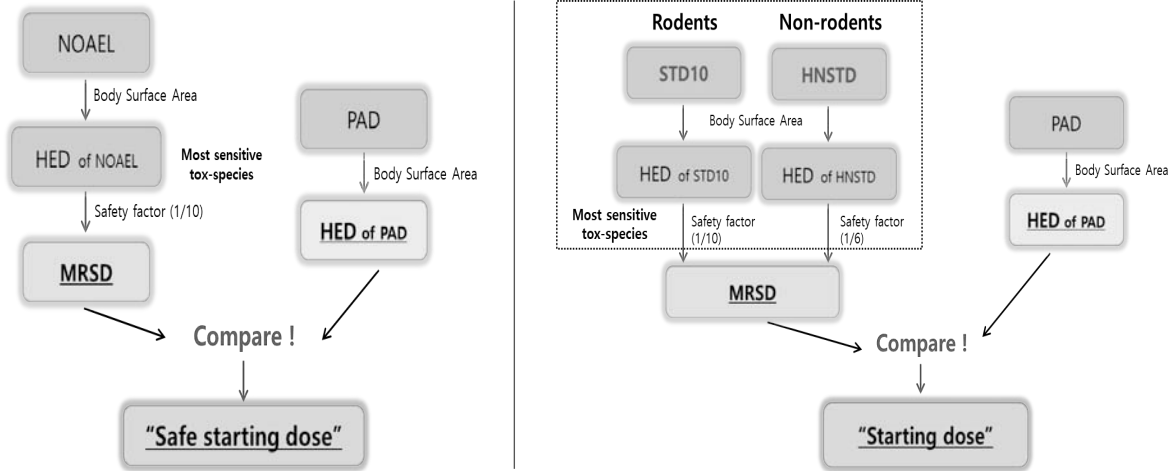 NOAEL
Body Surface Area
HED of NOAEL
Most sensitive
tox-species
Safety factor (1/10)
MRSD
PAD
Body Surface Area
HED of PAD
Compare !
“Safe starting dose”
Rodents
Non-rodents
STD10
HNSTD
Body Surface Area
HED of STD10
HED of HNSTD
Most sensitive
tox-species
Safety factor
(1/10)
Safety factor
(1/6)
MRSD
PAD
Body Surface Area
HED of PAD
Compare !
“Starting dose”